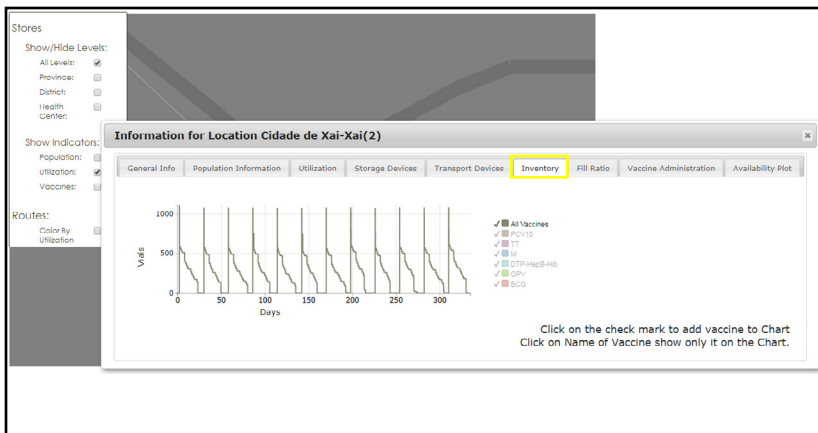 Stores
Show/Hide Levels:
All Levels:
Province:
District:
Health
Center:
Show Indicators:
Population:
Utilization:
Vaccines:
Routes:
Color By
Utilization
Information for Location Cidade de Xai-Xai(2)
General Info Population Information Utilization Storage Devices Transport Devices Inventory Fill Ratio Vaccine Administration Availability Plot
1000
500
0
Vials
0 50 100 150 200 250 300
Days
All Vaccines
PCV10
TT
M
DTP-HepB-Hib
OPV
BCG
Click on the check mark to add vaccine to Chart
Click on Name of Vaccine show only it on the Chart.